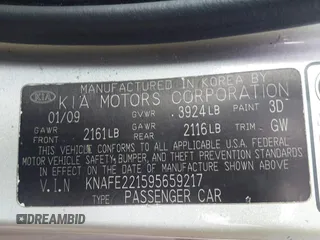 MANUFACTURED IN KOREA BY
KIA KIA MOTORS CORPORATION
01/09 GVWR 3924LB PAINT 3D
GAWR FRONT 2161LB GAWR REAR 2116LB TRIM GW
THIS VEHICLE CONFORMS TO ALL APPLICABLE U.S.A FEDERAL
MOTOR VEHICLE SAFETY, BUMPER, AND THEFT PREVENTION STANDARDS
IN EFFECT ON THE DATE OF MANUFACTURE SHOWN ABOVE.
V.I.N KNAFE221595659217
TYPE PASSENGER CAR
DREAMBID